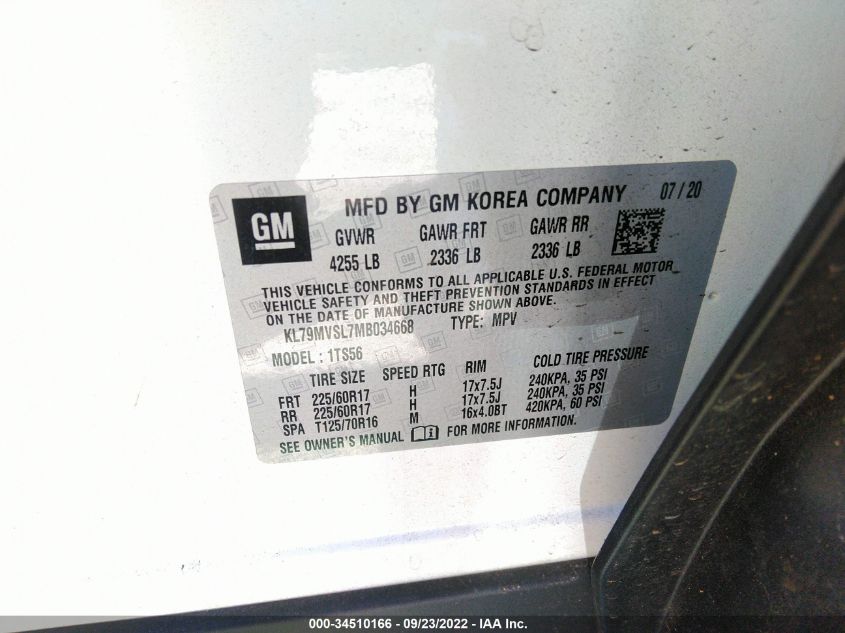 GM
MFD BY GM KOREA COMPANY 07 / 20
GVWR GAWR FRT GAWR RR
4255 LB 2336 LB 2336 LB
THIS VEHICLE CONFORMS TO ALL APPLICABLE U.S. FEDERAL MOTOR
VEHICLE SAFETY AND THEFT PREVENTION STANDARDS IN EFFECT
ON THE DATE OF MANUFACTURE SHOWN ABOVE.
KL79MVSL7MB034668 TYPE: MPV
MODEL : 1TS56
TIRE SIZE SPEED RTG RIM COLD TIRE PRESSURE
FRT 225/60R17 H 17x7.5J 240KPA, 35 PSI
RR 225/60R17 H 17x7.5J 240KPA, 35 PSI
SPA T125/70R16 M 16x4.0BT 420KPA, 60 PSI
SEE OWNER'S MANUAL FOR MORE INFORMATION.
000-34510166 - 09/23/2022 - IAA Inc.